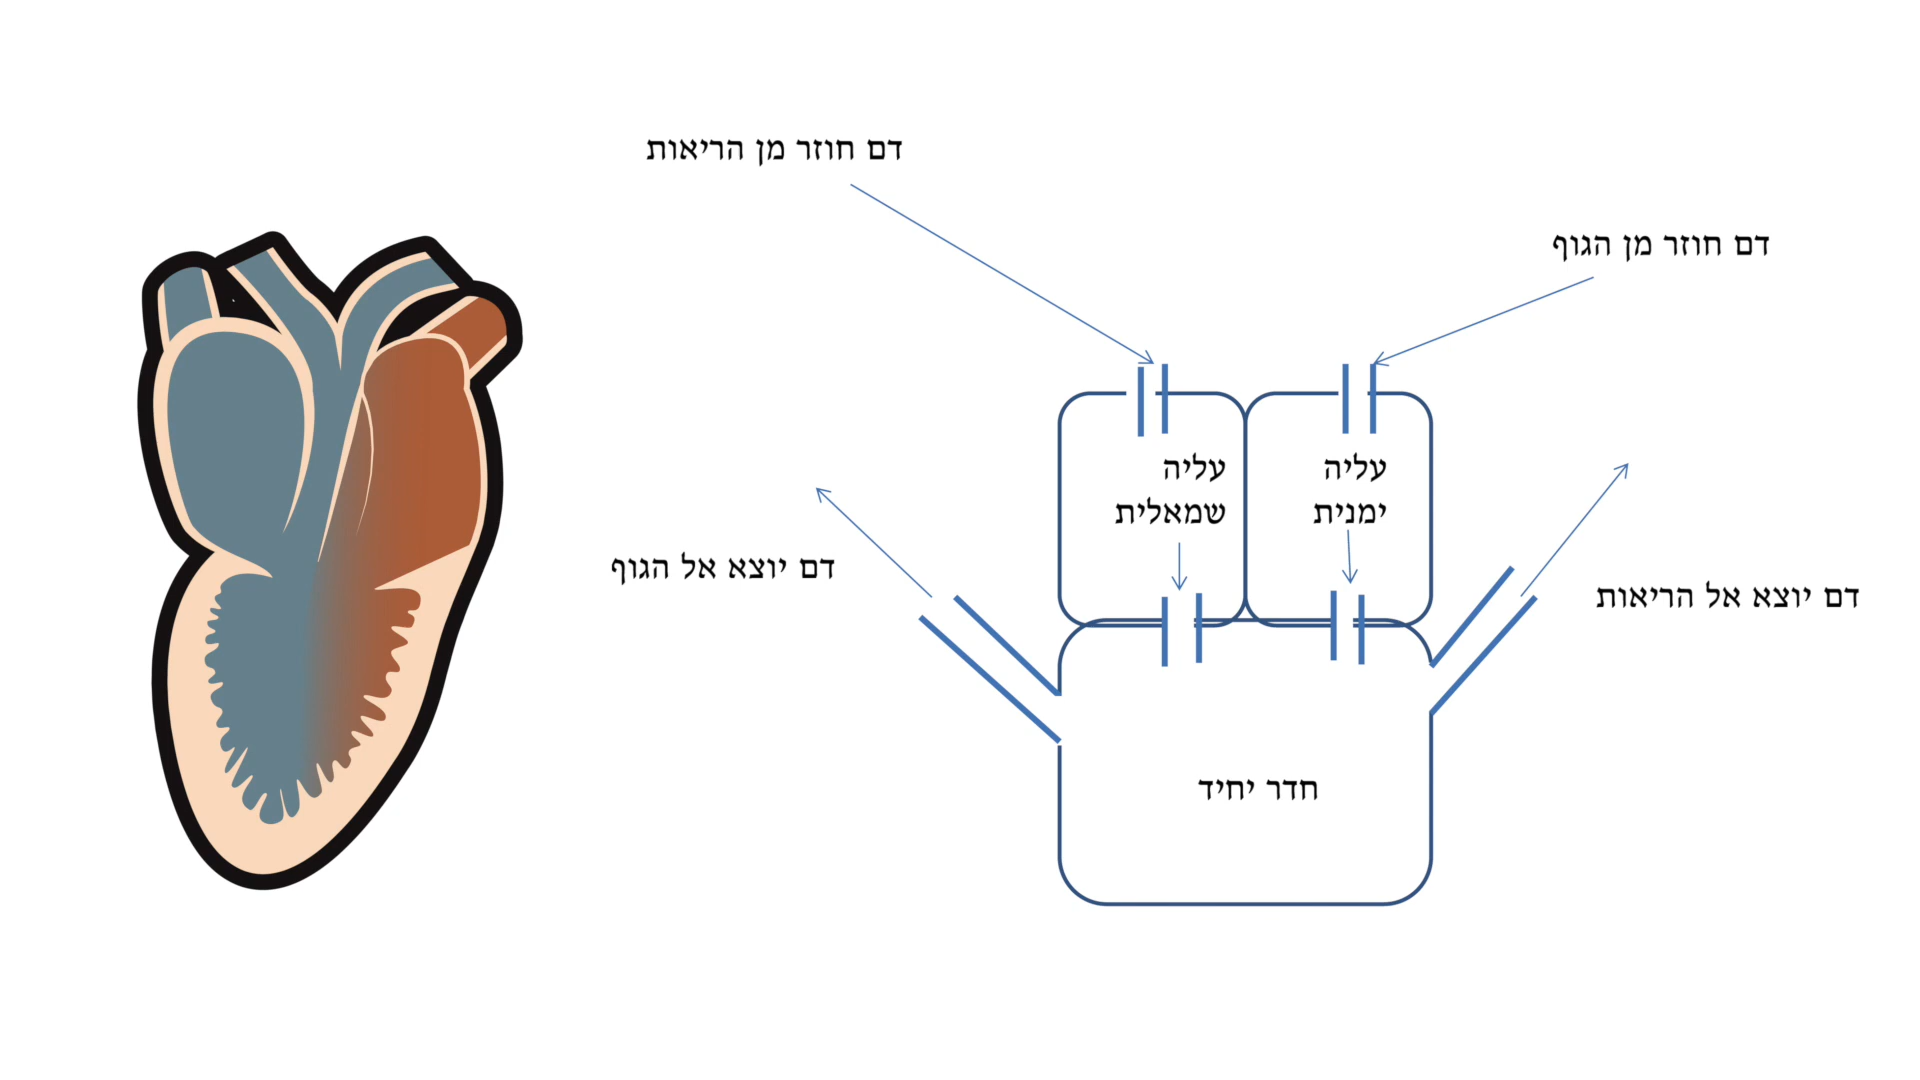 דם חוזר מן הריאות
דם חוזר מן הגוף
עליה
ימנית
עליה
שמאלית
דם יוצא אל הגוף
דם יוצא אל הריאות
חדר יחיד